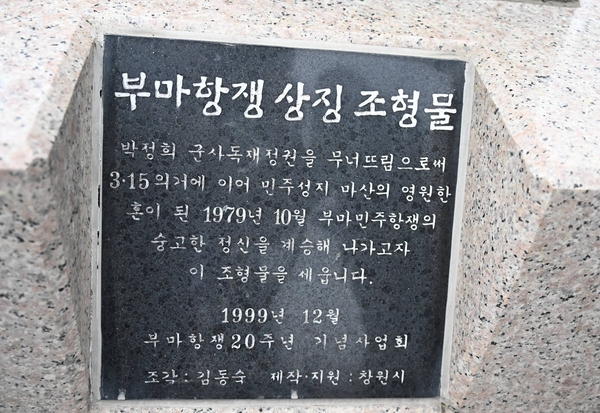 부마항쟁 상징 조형물
박정희 군사독재정권을 무너뜨림으로써
3·15의거에 이어 민주성지 마산의 영원한
혼이 된 1979년 10월 부마민주항쟁의
숭고한 정신을 계승해 나가고자
이 조형물을 세웁니다.
1999년 12월
부마항쟁20주년 기념사업회
조각 : 김동숙 제작·지원 : 창원시